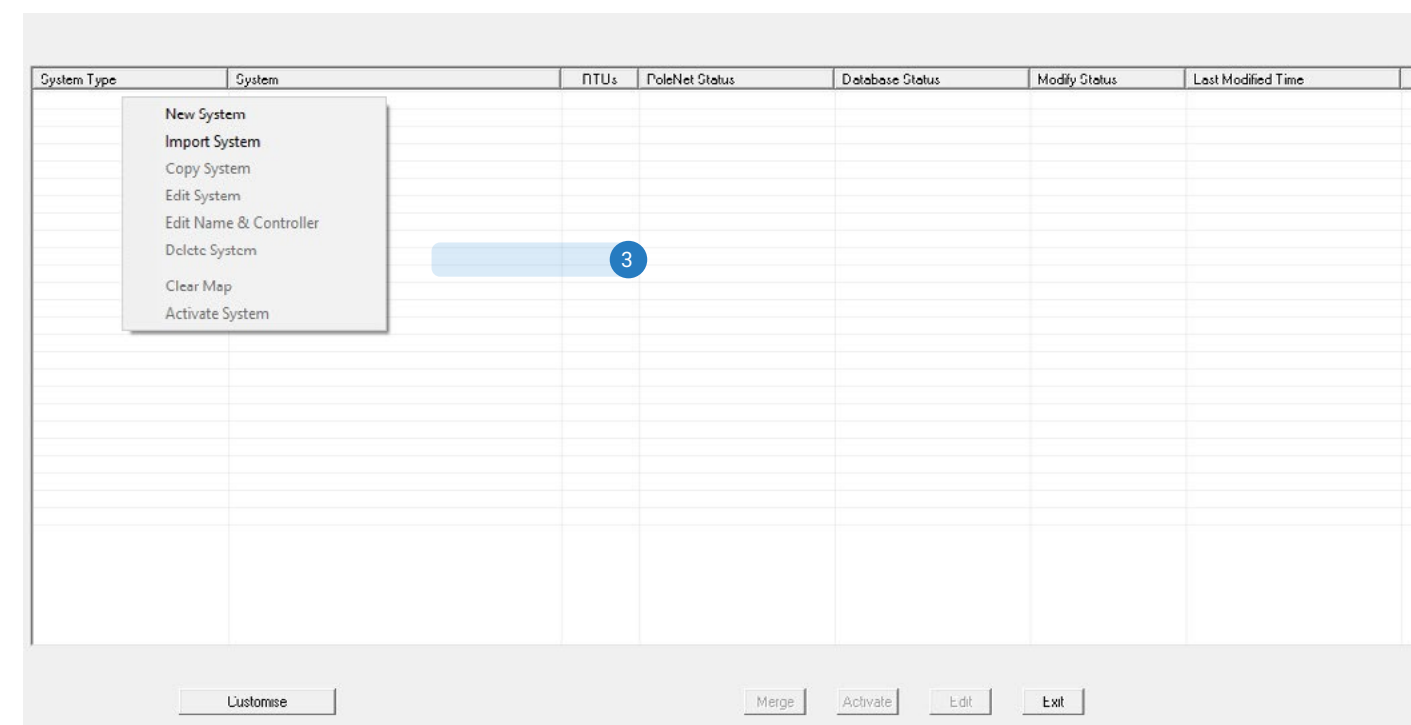 System Type System RTUs PoleNet Status Database Status Modify Status Last Modified Time
New System
Import System
Copy System
Edit System
Edit Name & Controller
Delete System
3
Clear Map
Activate System
Customise Merge Activate Edit Exit